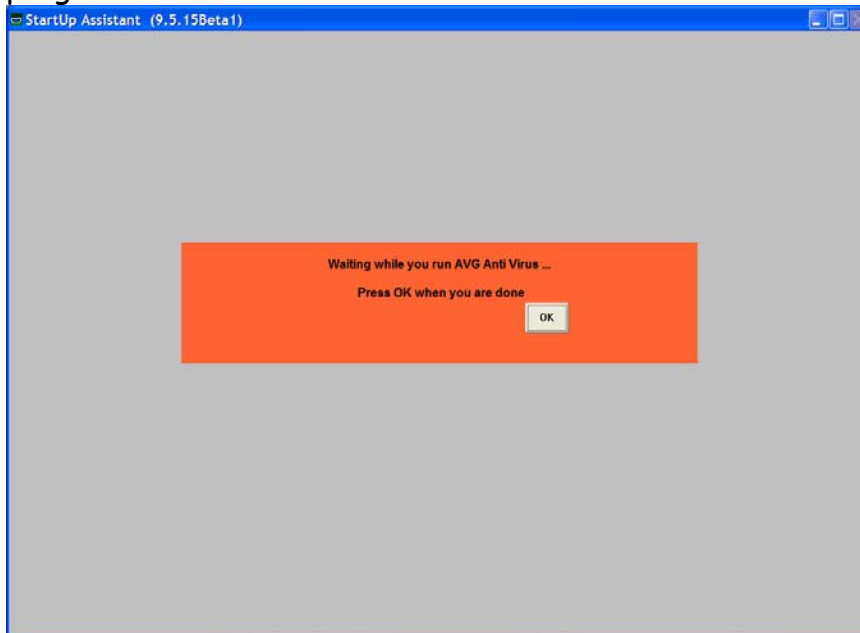 StartUp Assistant (9.5.15Beta1)
Waiting while you run AVG Anti Virus ...
Press OK when you are done
OK